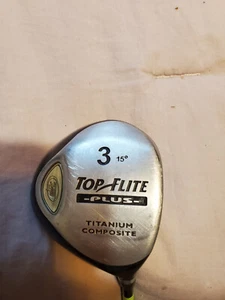 3 15°
TOP FLITE
-PLUS-
TITANIUM
COMPOSITE